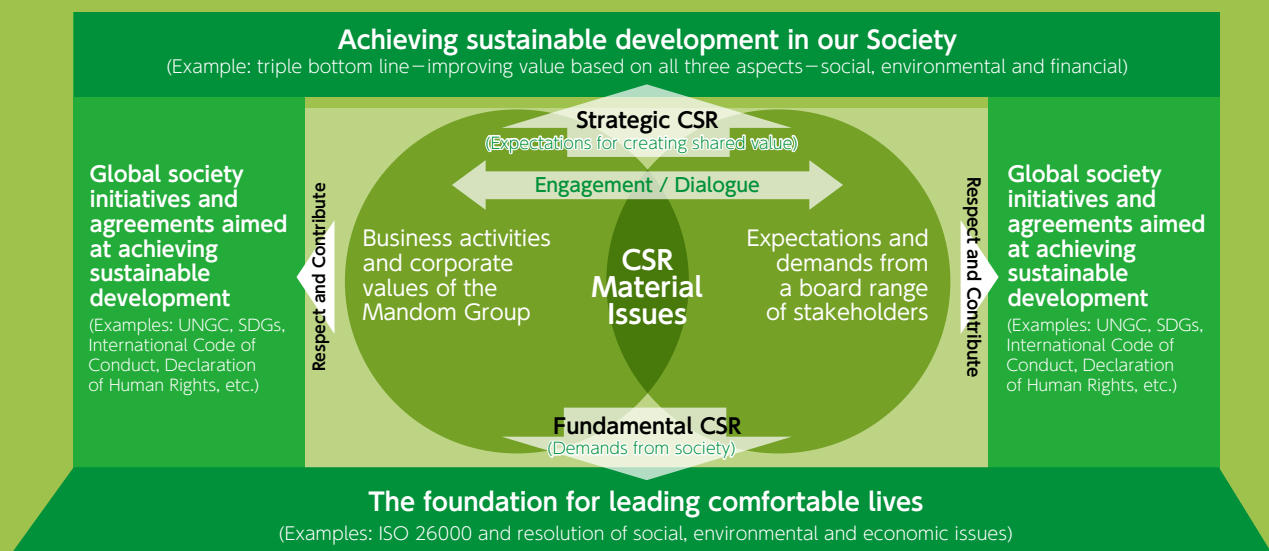 Achieving sustainable development in our Society
(Example: triple bottom line－improving value based on all three aspects－social, environmental and financial)
Strategic CSR
(Expectations for creating shared value)
Engagement / Dialogue
Global society
initiatives and
agreements aimed
at achieving
sustainable
development
(Examples: UNGC, SDGs,
International Code of
Conduct, Declaration
of Human Rights, etc.)
Respect and Contribute
Business activities
and corporate
values of the
Mandom Group
CSR
Material
Issues
Expectations and
demands from
a board range
of stakeholders
Respect and Contribute
Global society
initiatives and
agreements aimed
at achieving
sustainable
development
(Examples: UNGC, SDGs,
International Code of
Conduct, Declaration
of Human Rights, etc.)
Fundamental CSR
(Demands from society)
The foundation for leading comfortable lives
(Examples: ISO 26000 and resolution of social, environmental and economic issues)